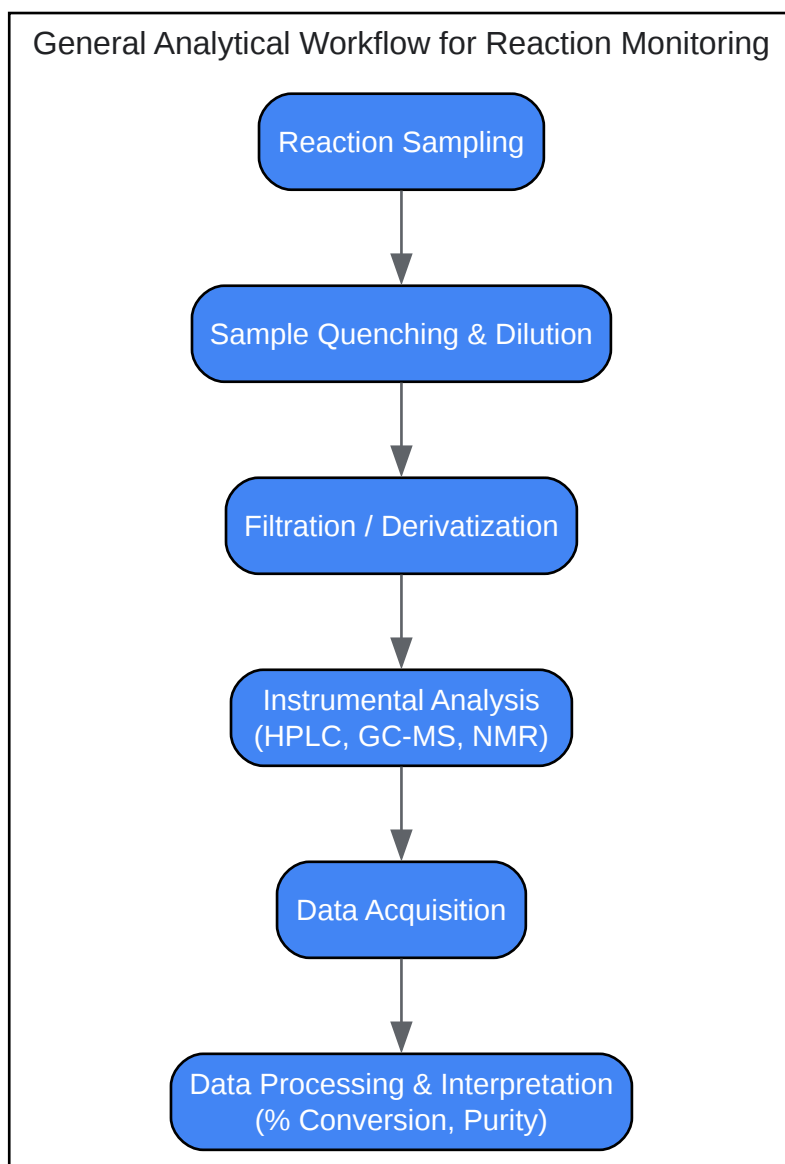 General Analytical Workflow for Reaction Monitoring
Reaction Sampling
Sample Quenching & Dilution
Filtration / Derivatization
Instrumental Analysis
(HPLC, GC-MS, NMR)
Data Acquisition
Data Processing & Interpretation
(% Conversion, Purity)